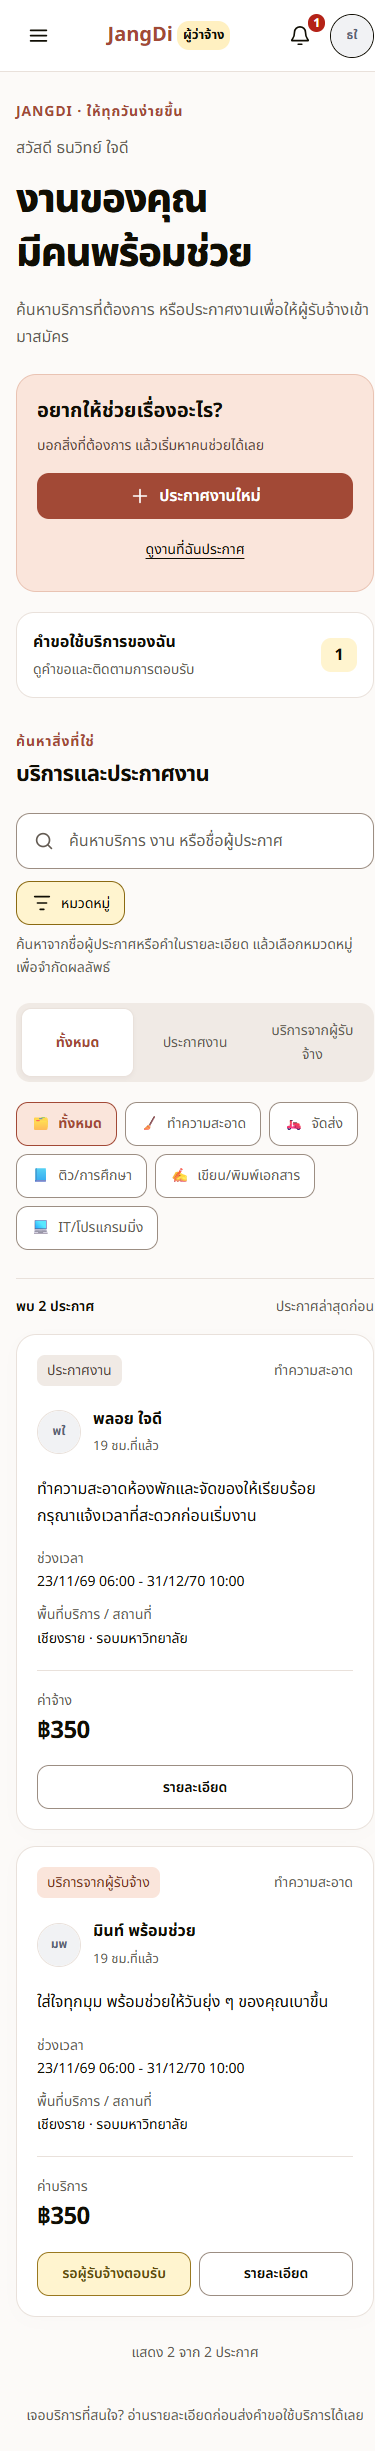 JangDi ผู้ว่าจ้าง 1 ธใ
JANGDI · ให้ทุกวันง่ายขึ้น
สวัสดี ธนวิทย์ ใจดี
งานของคุณ
มีคนพร้อมช่วย
ค้นหาบริการที่ต้องการ หรือประกาศงานเพื่อให้ผู้รับจ้างเข้า
มาสมัคร
อยากให้ช่วยเรื่องอะไร?
บอกสิ่งที่ต้องการ แล้วเริ่มหาคนช่วยได้เลย
ประกาศงานใหม่
ดูงานที่ฉันประกาศ
คำขอใช้บริการของฉัน
ดูคำขอและติดตามการตอบรับ
1
ค้นหาสิ่งที่ใช่
บริการและประกาศงาน
ค้นหาบริการ งาน หรือชื่อผู้ประกาศ
หมวดหมู่
ค้นหาจากชื่อผู้ประกาศหรือคำในรายละเอียด แล้วเลือกหมวดหมู่
เพื่อจำกัดผลลัพธ์
ทั้งหมด
ประกาศงาน
บริการจากผู้รับ
จ้าง
ทั้งหมด ทำความสะอาด จัดส่ง
ติว/การศึกษา เขียน/พิมพ์เอกสาร
IT/โปรแกรมมิ่ง
พบ 2 ประกาศ ประกาศล่าสุดก่อน
ประกาศงาน ทำความสะอาด
พใ
พลอย ใจดี
19 ชม.ที่แล้ว
ทำความสะอาดห้องพักและจัดของให้เรียบร้อย
กรุณาแจ้งเวลาที่สะดวกก่อนเริ่มงาน
ช่วงเวลา
23/11/69 06:00 - 31/12/70 10:00
พื้นที่บริการ / สถานที่
เชียงราย · รอบมหาวิทยาลัย
ค่าจ้าง
฿350
รายละเอียด
บริการจากผู้รับจ้าง ทำความสะอาด
มพ
มินท์ พร้อมช่วย
19 ชม.ที่แล้ว
ใส่ใจทุกมุม พร้อมช่วยให้วันยุ่ง ๆ ของคุณเบาขึ้น
ช่วงเวลา
23/11/69 06:00 - 31/12/70 10:00
พื้นที่บริการ / สถานที่
เชียงราย · รอบมหาวิทยาลัย
ค่าบริการ
฿350
รอผู้รับจ้างตอบรับ รายละเอียด
แสดง 2 จาก 2 ประกาศ
เจอบริการที่สนใจ? อ่านรายละเอียดก่อนส่งคำขอใช้บริการได้เลย